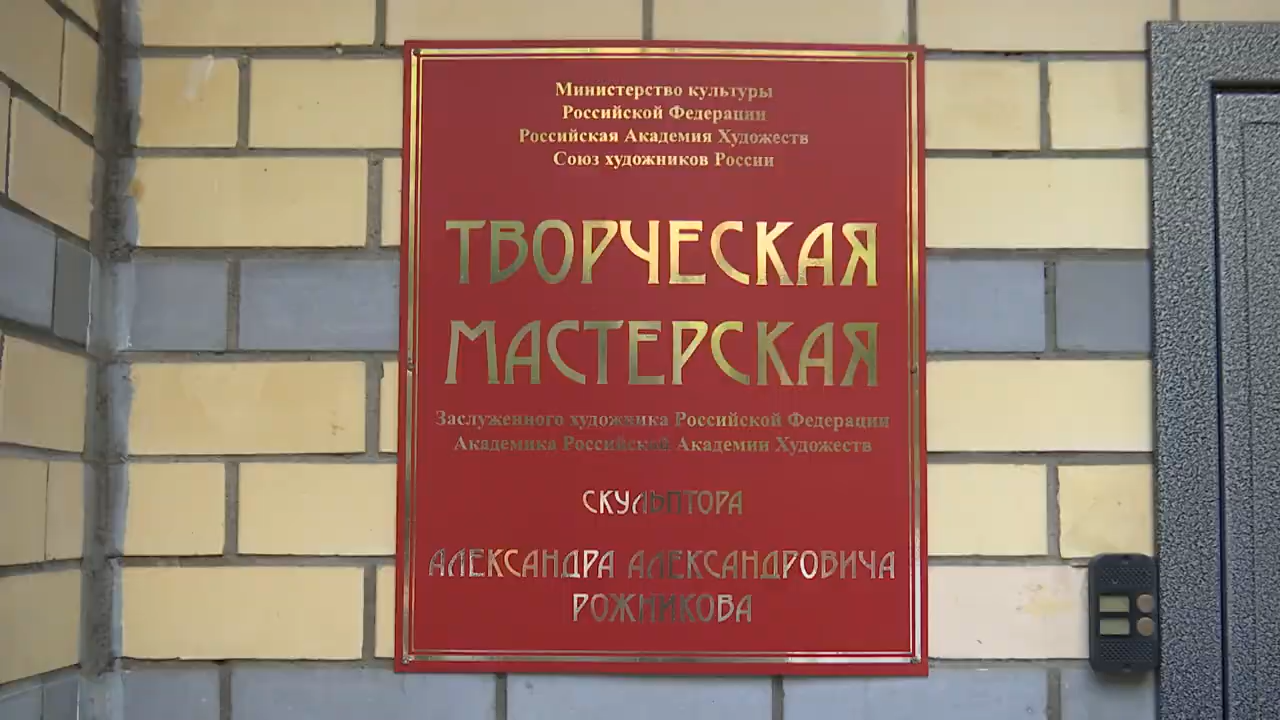 Министерство культуры
Российской Федерации
Российская Академия Художеств
Союз художников России
ТВОРЧЕСКАЯ
МАСТЕРСКАЯ
Заслуженного художника Российской Федерации
Академика Российской Академии Художеств
СКУЛЬПТОРА
АЛЕКСАНДРА АЛЕКСАНДРОВИЧА
РОЖНИКОВА